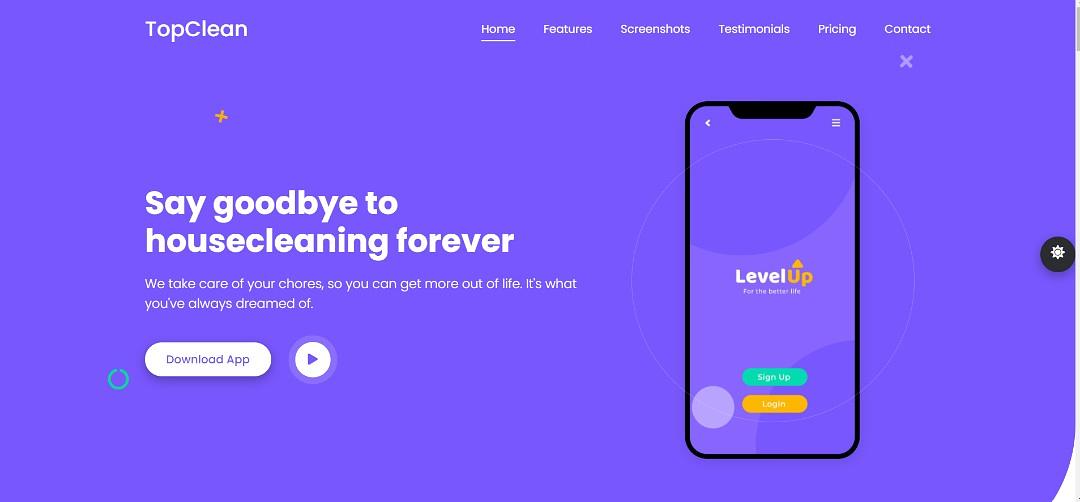 TopClean
Home Features Screenshots Testimonials Pricing Contact
Say goodbye to
housecleaning forever
We take care of your chores, so you can get more out of life. It's what
you've always dreamed of.
Download App
LevelUp
For the better life
Sign Up
Login